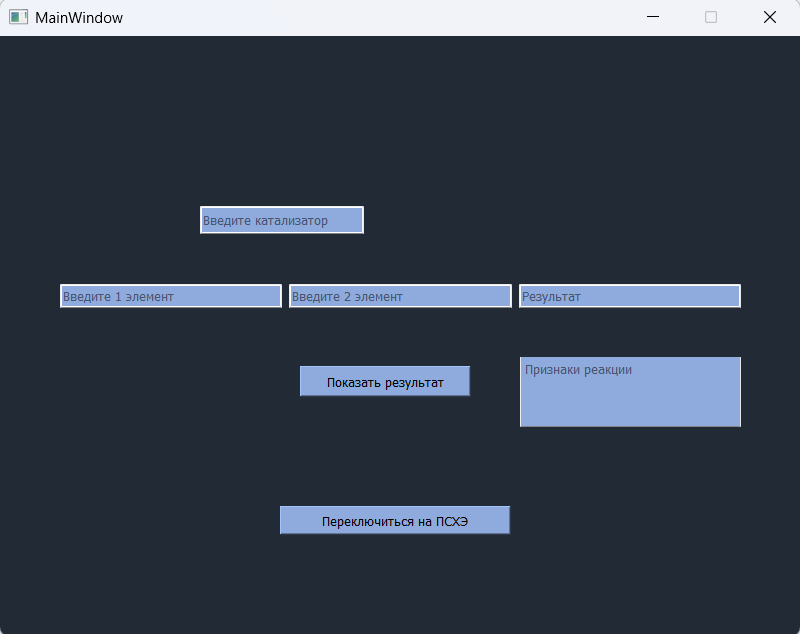 MainWindow
Введите катализатор
Введите 1 элемент
Введите 2 элемент
Результат
Показать результат
Признаки реакции
Переключиться на ПСХЭ